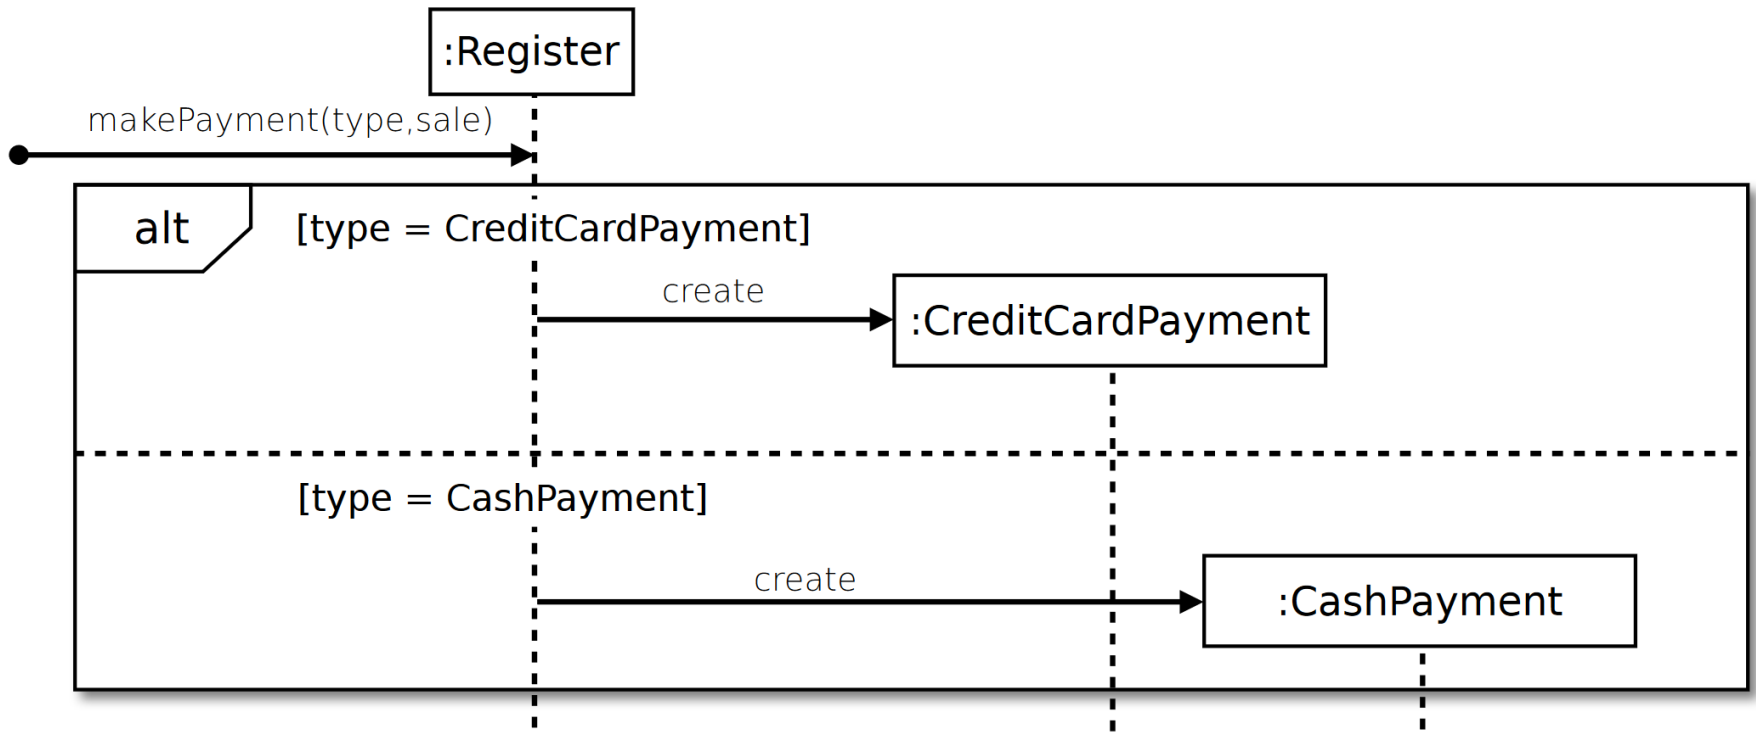 :Register
makePayment(type,sale)
alt
[type = CreditCardPayment]
create
:CreditCardPayment
[type = CashPayment]
create
:CashPayment